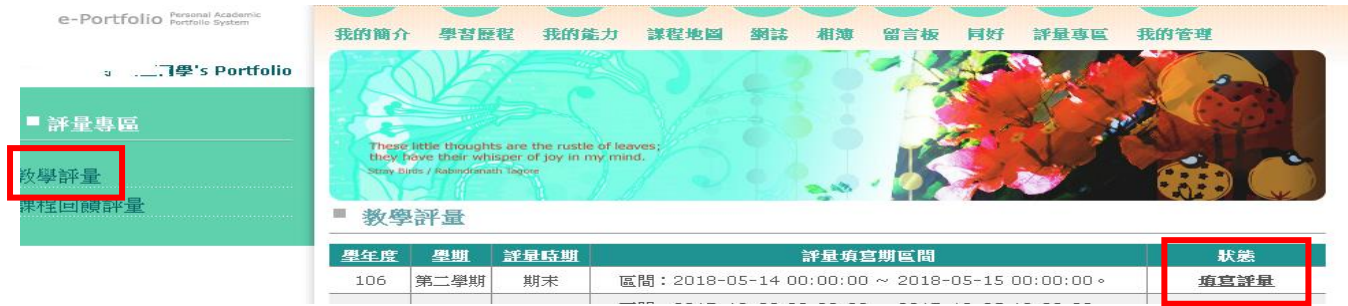 e-Portfolio Personal Academic Portfolio System
我的簡介 學習歷程 我的能力 課程地圖 網誌 相簿 留言板 同好 評量專區 我的管理
同學's Portfolio
評量專區
教學評量
課程回饋評量
These little thoughts are the rustle of leaves;
they have their whisper of joy in my mind.
Stray Birds / Rabindranath Tagore
教學評量
學年度 學期 評量時期 評量填寫期區間 狀態
106 第二學期 期末 區間：2018-05-14 00:00:00 ~ 2018-05-15 00:00:00。 填寫評量